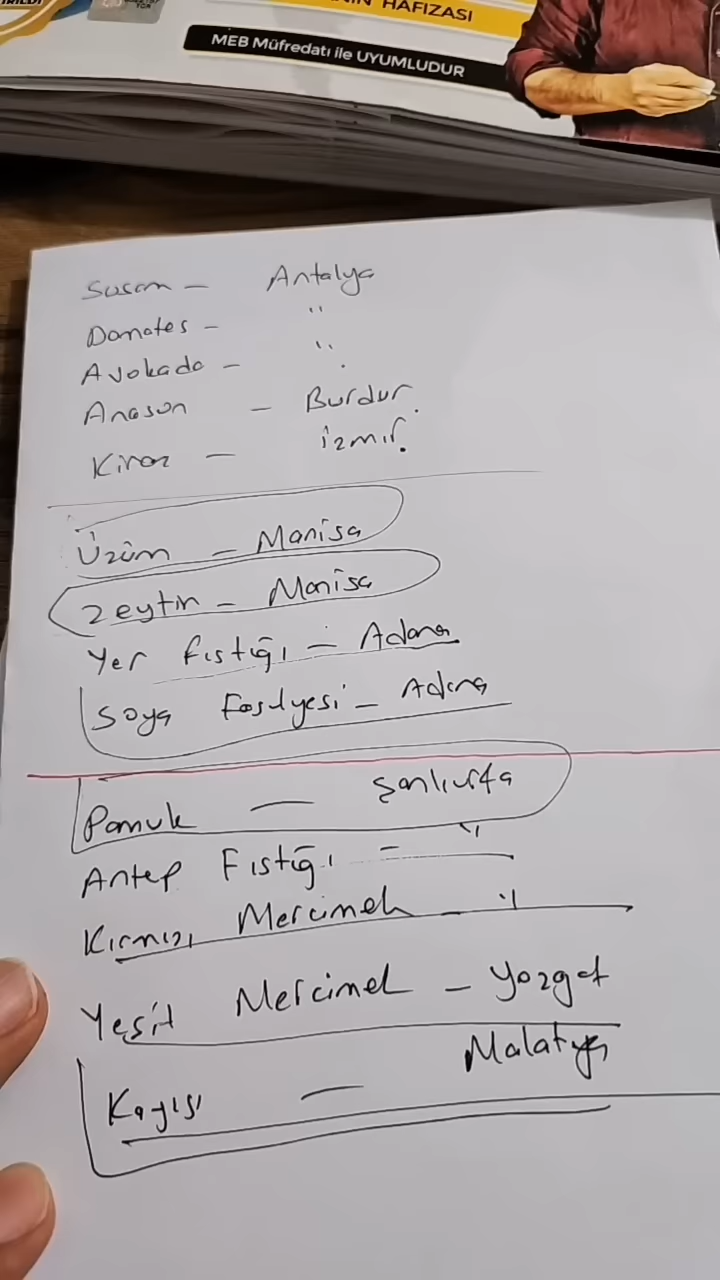 HAFIZASI
MEB Müfredatı ile UYUMLUDUR
Susam - Antalya
Domates - "
Avokado - "
Anason - Burdur.
Kiraz - İzmir.
Üzüm - Manisa
Zeytin - Manisa
Yer Fıstığı - Adana
Soya Fasulyesi - Adana
Pamuk - Şanlıurfa
Antep Fıstığı = "
Kırmızı Mercimek - "
Yeşil Mercimek - Yozgat
Kayısı - Malatya